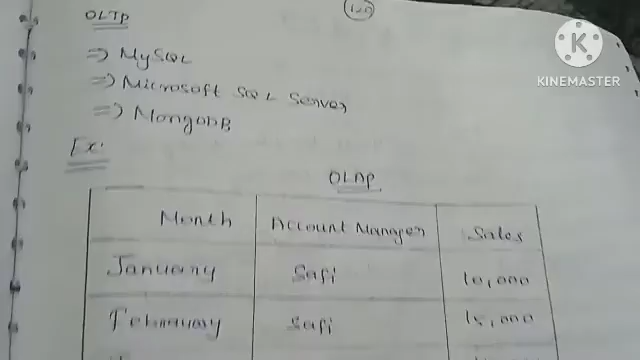 OLTP
⇒ MySQL
⇒ Microsoft SQL Server
⇒ MongoDB
Ex:
OLAP
Month Account Manager Sales
January Safi 10,000
February Safi 15,000
K
KINEMASTER